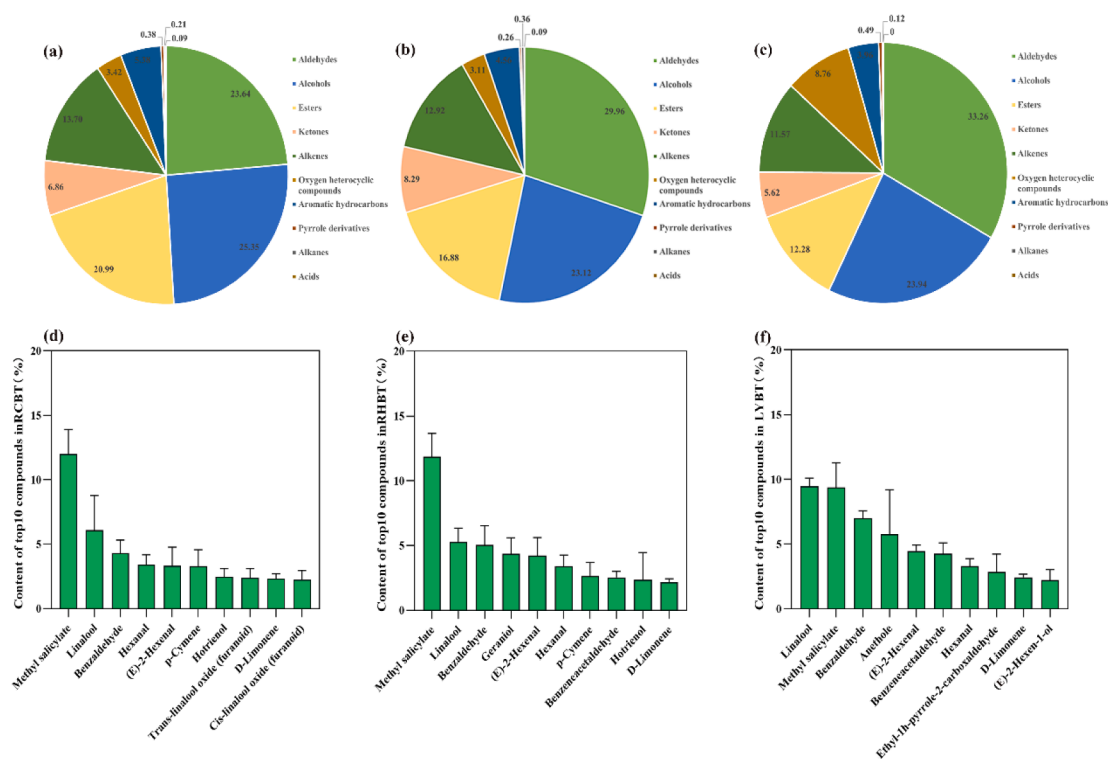 (a)
0.38
0.21
0.09
3.42
23.64
13.70
6.86
20.99
25.35
Aldehydes
Alcohols
Esters
Ketones
Alkenes
Oxygen heterocyclic
compounds
Aromatic hydrocarbons
Pyrrole derivatives
Alkanes
Acids
(b)
0.36
0.26
0.09
3.11
29.96
12.92
8.29
16.88
23.12
Aldehydes
Alcohols
Esters
Ketones
Alkenes
Oxygen heterocyclic
compounds
Aromatic hydrocarbons
Pyrrole derivatives
Alkanes
Acids
(c)
0.12
0.49
0
8.76
33.26
11.57
5.62
12.28
23.94
Aldehydes
Alcohols
Esters
Ketones
Alkenes
Oxygen heterocyclic
compounds
Aromatic hydrocarbons
Pyrrole derivatives
Alkanes
Acids
(d)
Content of top10 compounds inRCBT (%)
20
15
10
5
0
Methyl salicylate
Linalool
Benzaldehyde
Hexanal
(E)-2-Hexenal
p-Cymene
Hotrienol
Trans-linalool oxide (furanoid)
D-Limonene
Cis-linalool oxide (furanoid)
(e)
Content of top10 compounds inRHBT (%)
20
15
10
5
0
Methyl salicylate
Linalool
Benzaldehyde
Geraniol
(E)-2-Hexenal
Hexanal
p-Cymene
Benzeneacetaldehyde
Hotrienol
D-Limonene
(f)
Content of top10 compounds in LYBT (%)
20
15
10
5
0
Linalool
Methyl salicylate
Benzaldehyde
Anethole
(E)-2-Hexenal
Benzeneacetaldehyde
Hexanal
Ethyl-1h-pyrrole-2-carboxaldehyde
D-Limonene
(E)-2-Hexen-1-ol